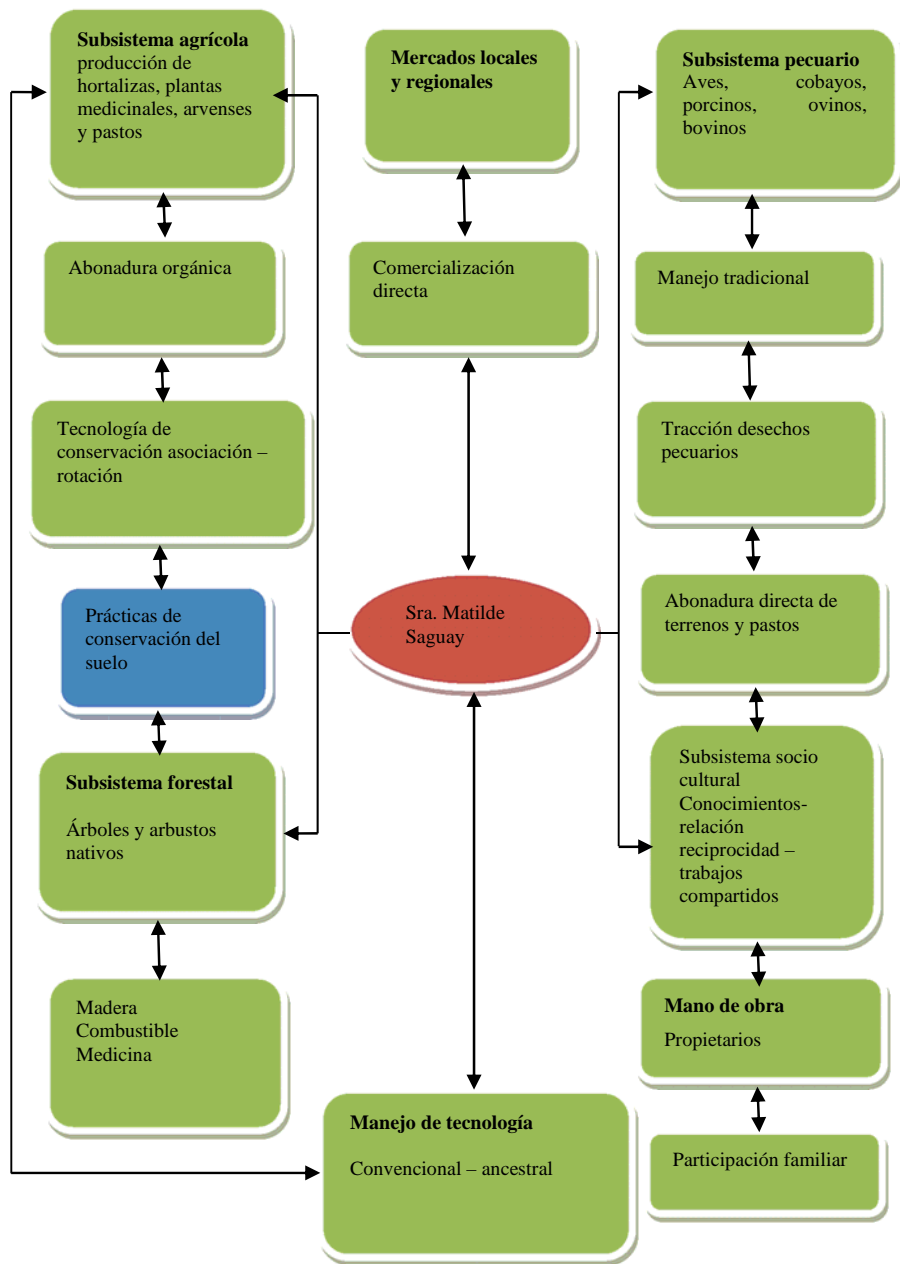 Subsistema agrícola
producción de
hortalizas, plantas
medicinales, arvenses
y pastos
Abonadura orgánica
Tecnología de
conservación asociación –
rotación
Prácticas de
conservación del
suelo
Subsistema forestal
Árboles y arbustos
nativos
Madera
Combustible
Medicina
Mercados locales
y regionales
Comercialización
directa
Sra. Matilde
Saguay
Manejo de tecnología
Convencional – ancestral
Subsistema pecuario
Aves, cobayos,
porcinos, ovinos,
bovinos
Manejo tradicional
Tracción desechos
pecuarios
Abonadura directa de
terrenos y pastos
Subsistema socio
cultural
Conocimientos-
relación
reciprocidad –
trabajos
compartidos
Mano de obra
Propietarios
Participación familiar